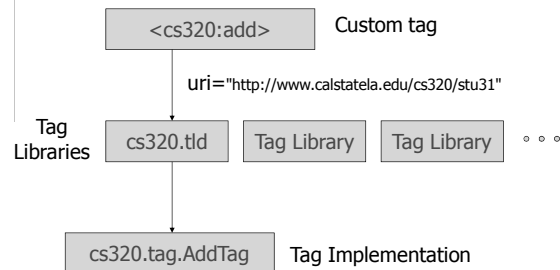 <cs320:add>
Custom tag
uri="http://www.calstatela.edu/cs320/stu31"
Tag
Libraries
cs320.tld
Tag Library
Tag Library
cs320.tag.AddTag
Tag Implementation